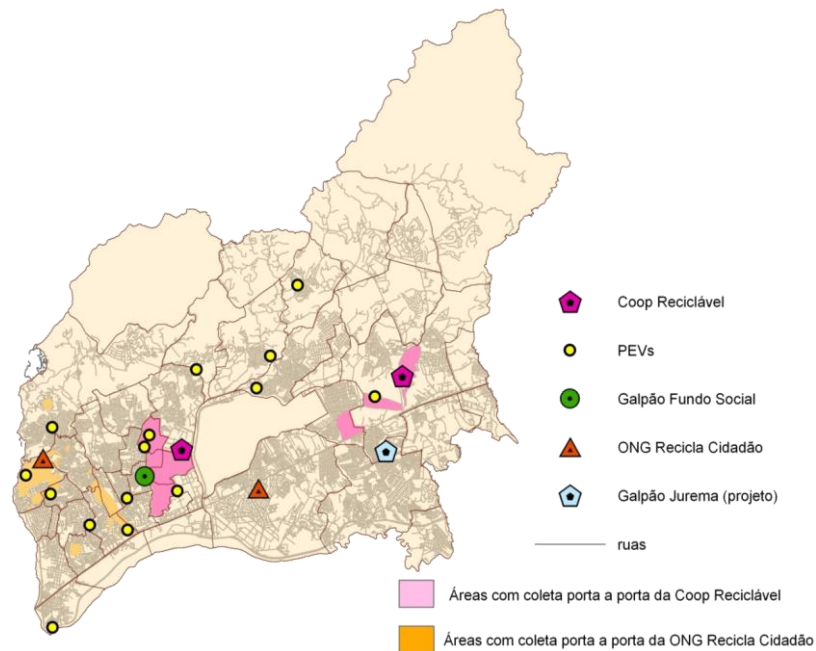 Coop Reciclável
PEVs
Galpão Fundo Social
ONG Recicla Cidadão
Galpão Jurema (projeto)
ruas
Áreas com coleta porta a porta da Coop Reciclável
Áreas com coleta porta a porta da ONG Recicla Cidadão